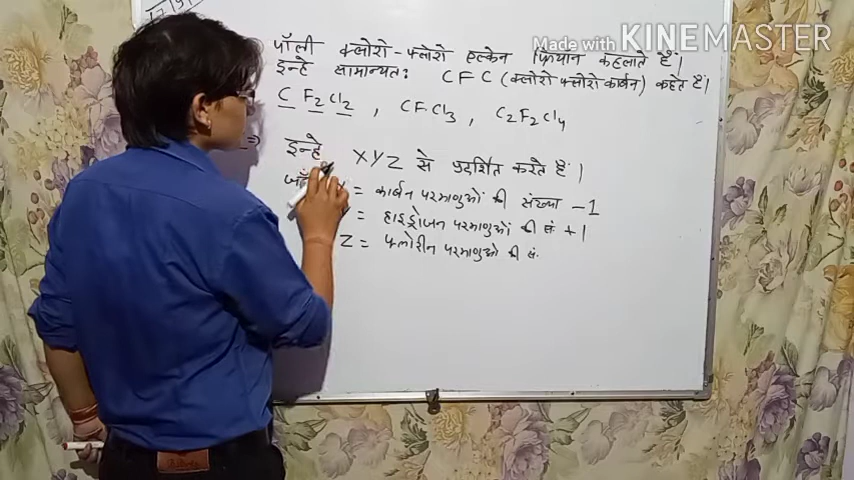 Made with KINEMASTER
पॉली क्लोरो-फ्लोरो एल्केन फ्रियॉन कहलाते हैं।
इन्हे सामान्यतः CFC (क्लोरो फ्लोरो कार्बन) कहते हैं।
CF2Cl2, CFCl3, C2F2Cl4
⇒ इन्हे XYZ से प्रदर्शित करते हैं।
= कार्बन परमाणुओं की संख्या -1
= हाइड्रोजन परमाणुओं की सं +1
Z = फ्लोरीन परमाणुओ की सं.